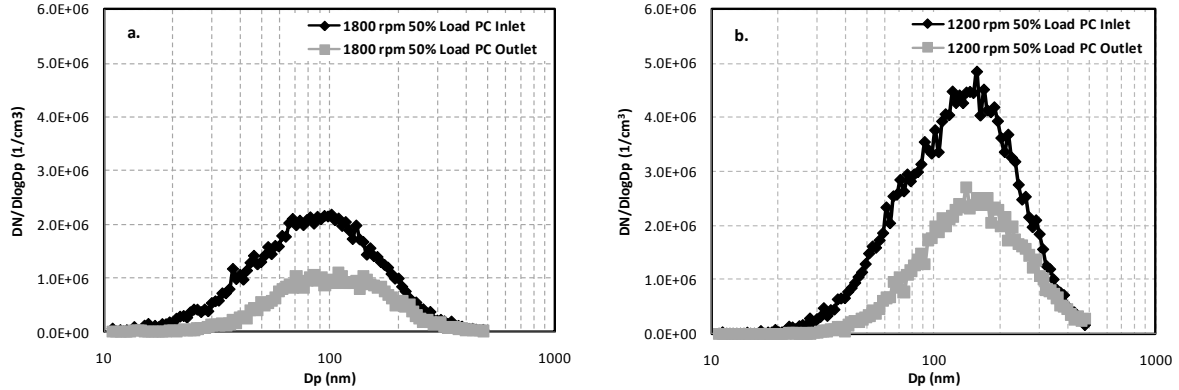 a.
1800 rpm 50% Load PC Inlet
1800 rpm 50% Load PC Outlet
6.0E+06
5.0E+06
4.0E+06
3.0E+06
2.0E+06
1.0E+06
0.0E+00
DN/DlogDp (1/cm3)
10
100
1000
Dp (nm)
b.
1200 rpm 50% Load PC Inlet
1200 rpm 50% Load PC Outlet
6.0E+06
5.0E+06
4.0E+06
3.0E+06
2.0E+06
1.0E+06
0.0E+00
DN/DlogDp (1/cm³)
10
100
1000
Dp (nm)